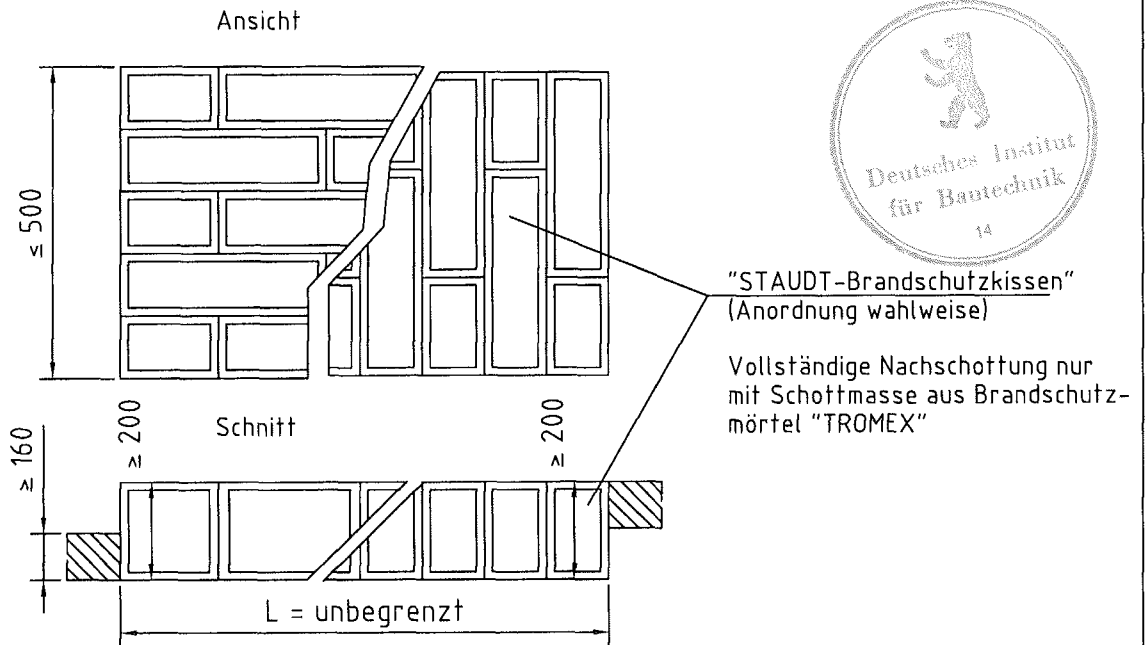 Ansicht
≤ 500
Deutsches Institut
für Bautechnik
14
"STAUDT-Brandschutzkissen"
(Anordnung wahlweise)
Vollständige Nachschottung nur
mit Schottmasse aus Brandschutz-
mörtel "TROMEX"
Schnitt
≥ 160
≥ 200
≥ 200
L = unbegrenzt